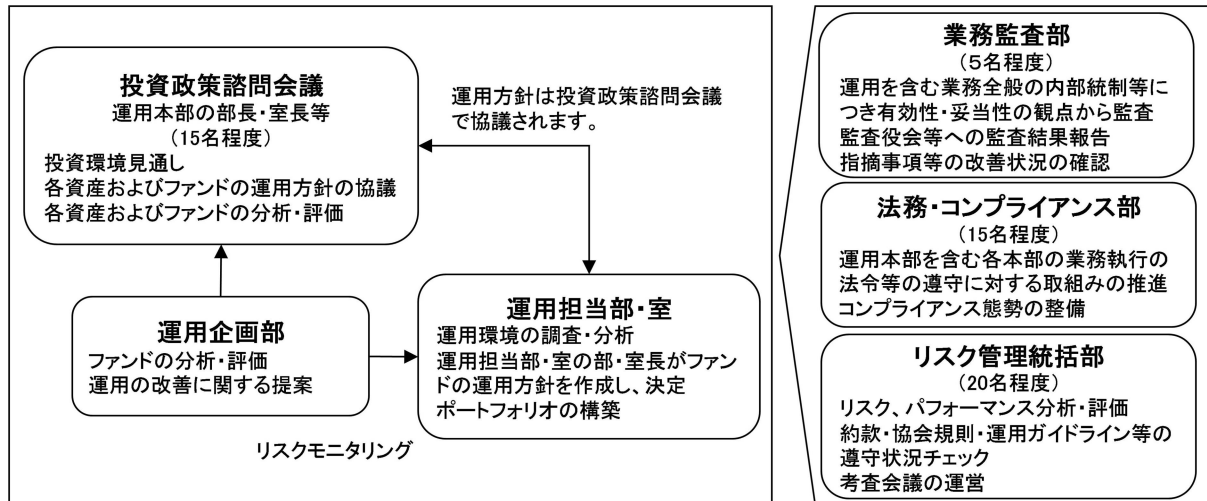 投資政策諮問会議
運用本部の部長・室長等
(15名程度)
投資環境見通し
各資産およびファンドの運用方針の協議
各資産およびファンドの分析・評価
運用方針は投資政策諮問会議
で協議されます。
運用企画部
ファンドの分析・評価
運用の改善に関する提案
運用担当部・室
運用環境の調査・分析
運用担当部・室の部・室長がファン
ドの運用方針を作成し、決定
ポートフォリオの構築
リスクモニタリング
業務監査部
(5名程度)
運用を含む業務全般の内部統制等に
つき有効性・妥当性の観点から監査
監査役会等への監査結果報告
指摘事項等の改善状況の確認
法務・コンプライアンス部
(15名程度)
運用本部を含む各本部の業務執行の
法令等の遵守に対する取組みの推進
コンプライアンス態勢の整備
リスク管理統括部
(20名程度)
リスク、パフォーマンス分析・評価
約款・協会規則・運用ガイドライン等の
遵守状況チェック
考査会議の運営